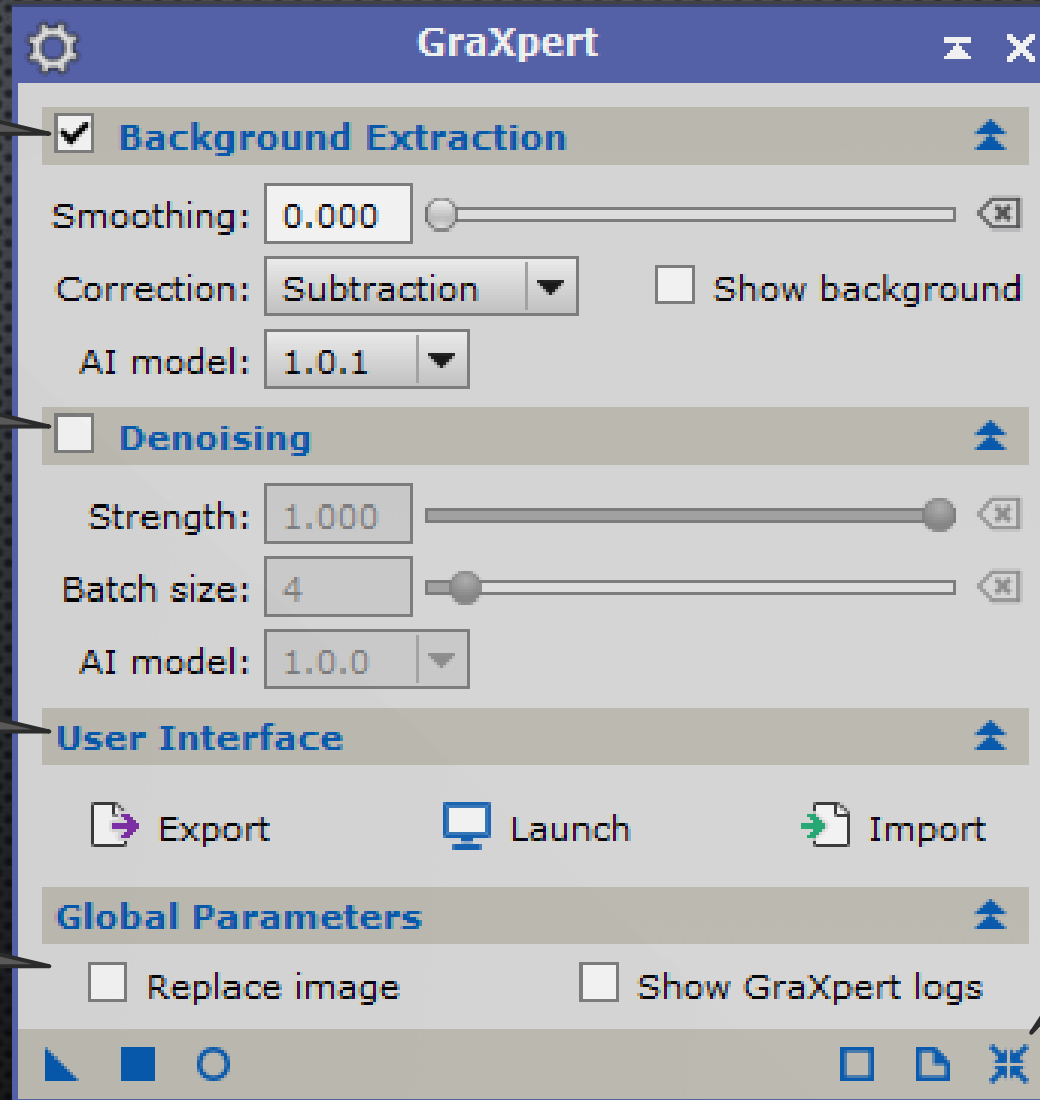 GraXpert
Background Extraction
Smoothing: 0.000
Correction: Subtraction Show background
AI model: 1.0.1
Denoising
Strength: 1.000
Batch size: 4
AI model: 1.0.0
User Interface
Export Launch Import
Global Parameters
Replace image Show GraXpert logs